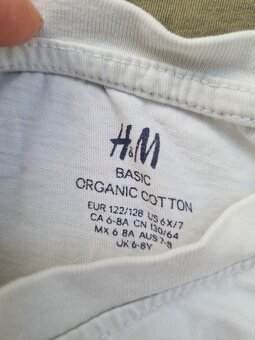 H&M
BASIC
ORGANIC COTTON
EUR 122/128 US 6X/7
CA 6-8A CN 130/64
MX 6-8A AUS 7-8
UK 6-8Y